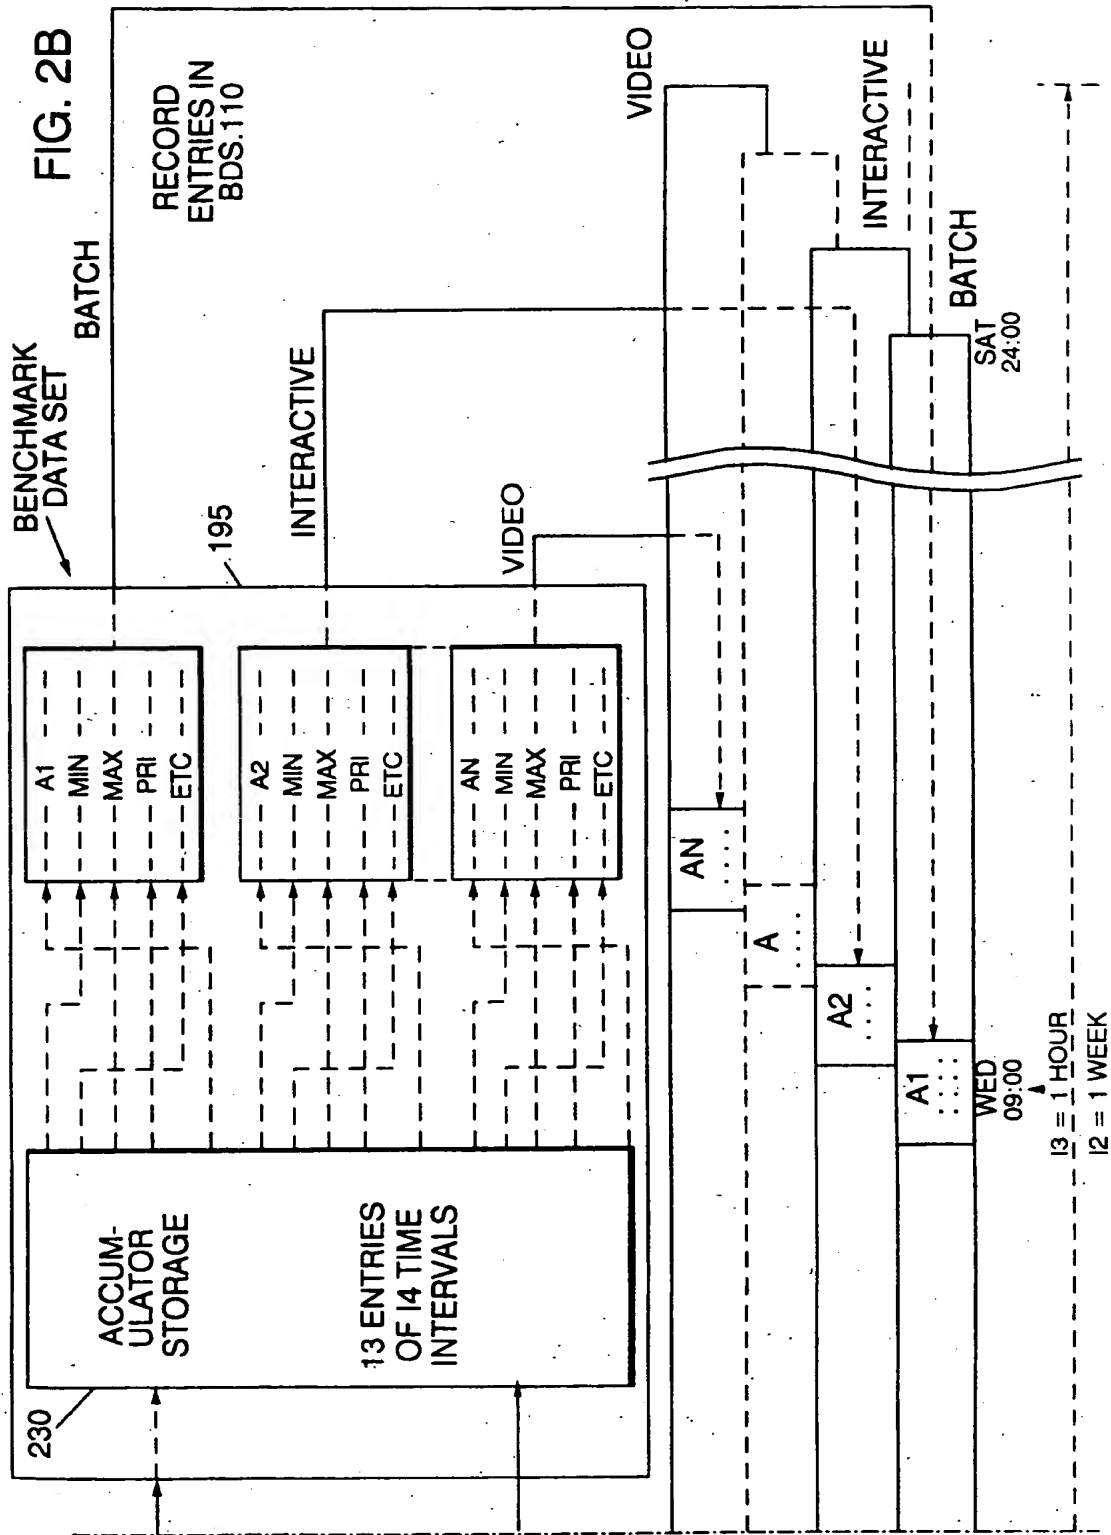 FIG. 2B
BENCHMARK
DATA SET
BATCH
RECORD
ENTRIES IN
BDS.110
195
INTERACTIVE
VIDEO
230
ACCUM-
ULATOR
STORAGE
13 ENTRIES
OF I4 TIME
INTERVALS
A1
MIN
MAX
PRI
ETC
A2
MIN
MAX
PRI
ETC
AN
MIN
MAX
PRI
ETC
VIDEO
AN
A
INTERACTIVE
A2
BATCH
A1
WED
09:00
SAT
24:00
I3 = 1 HOUR
I2 = 1 WEEK